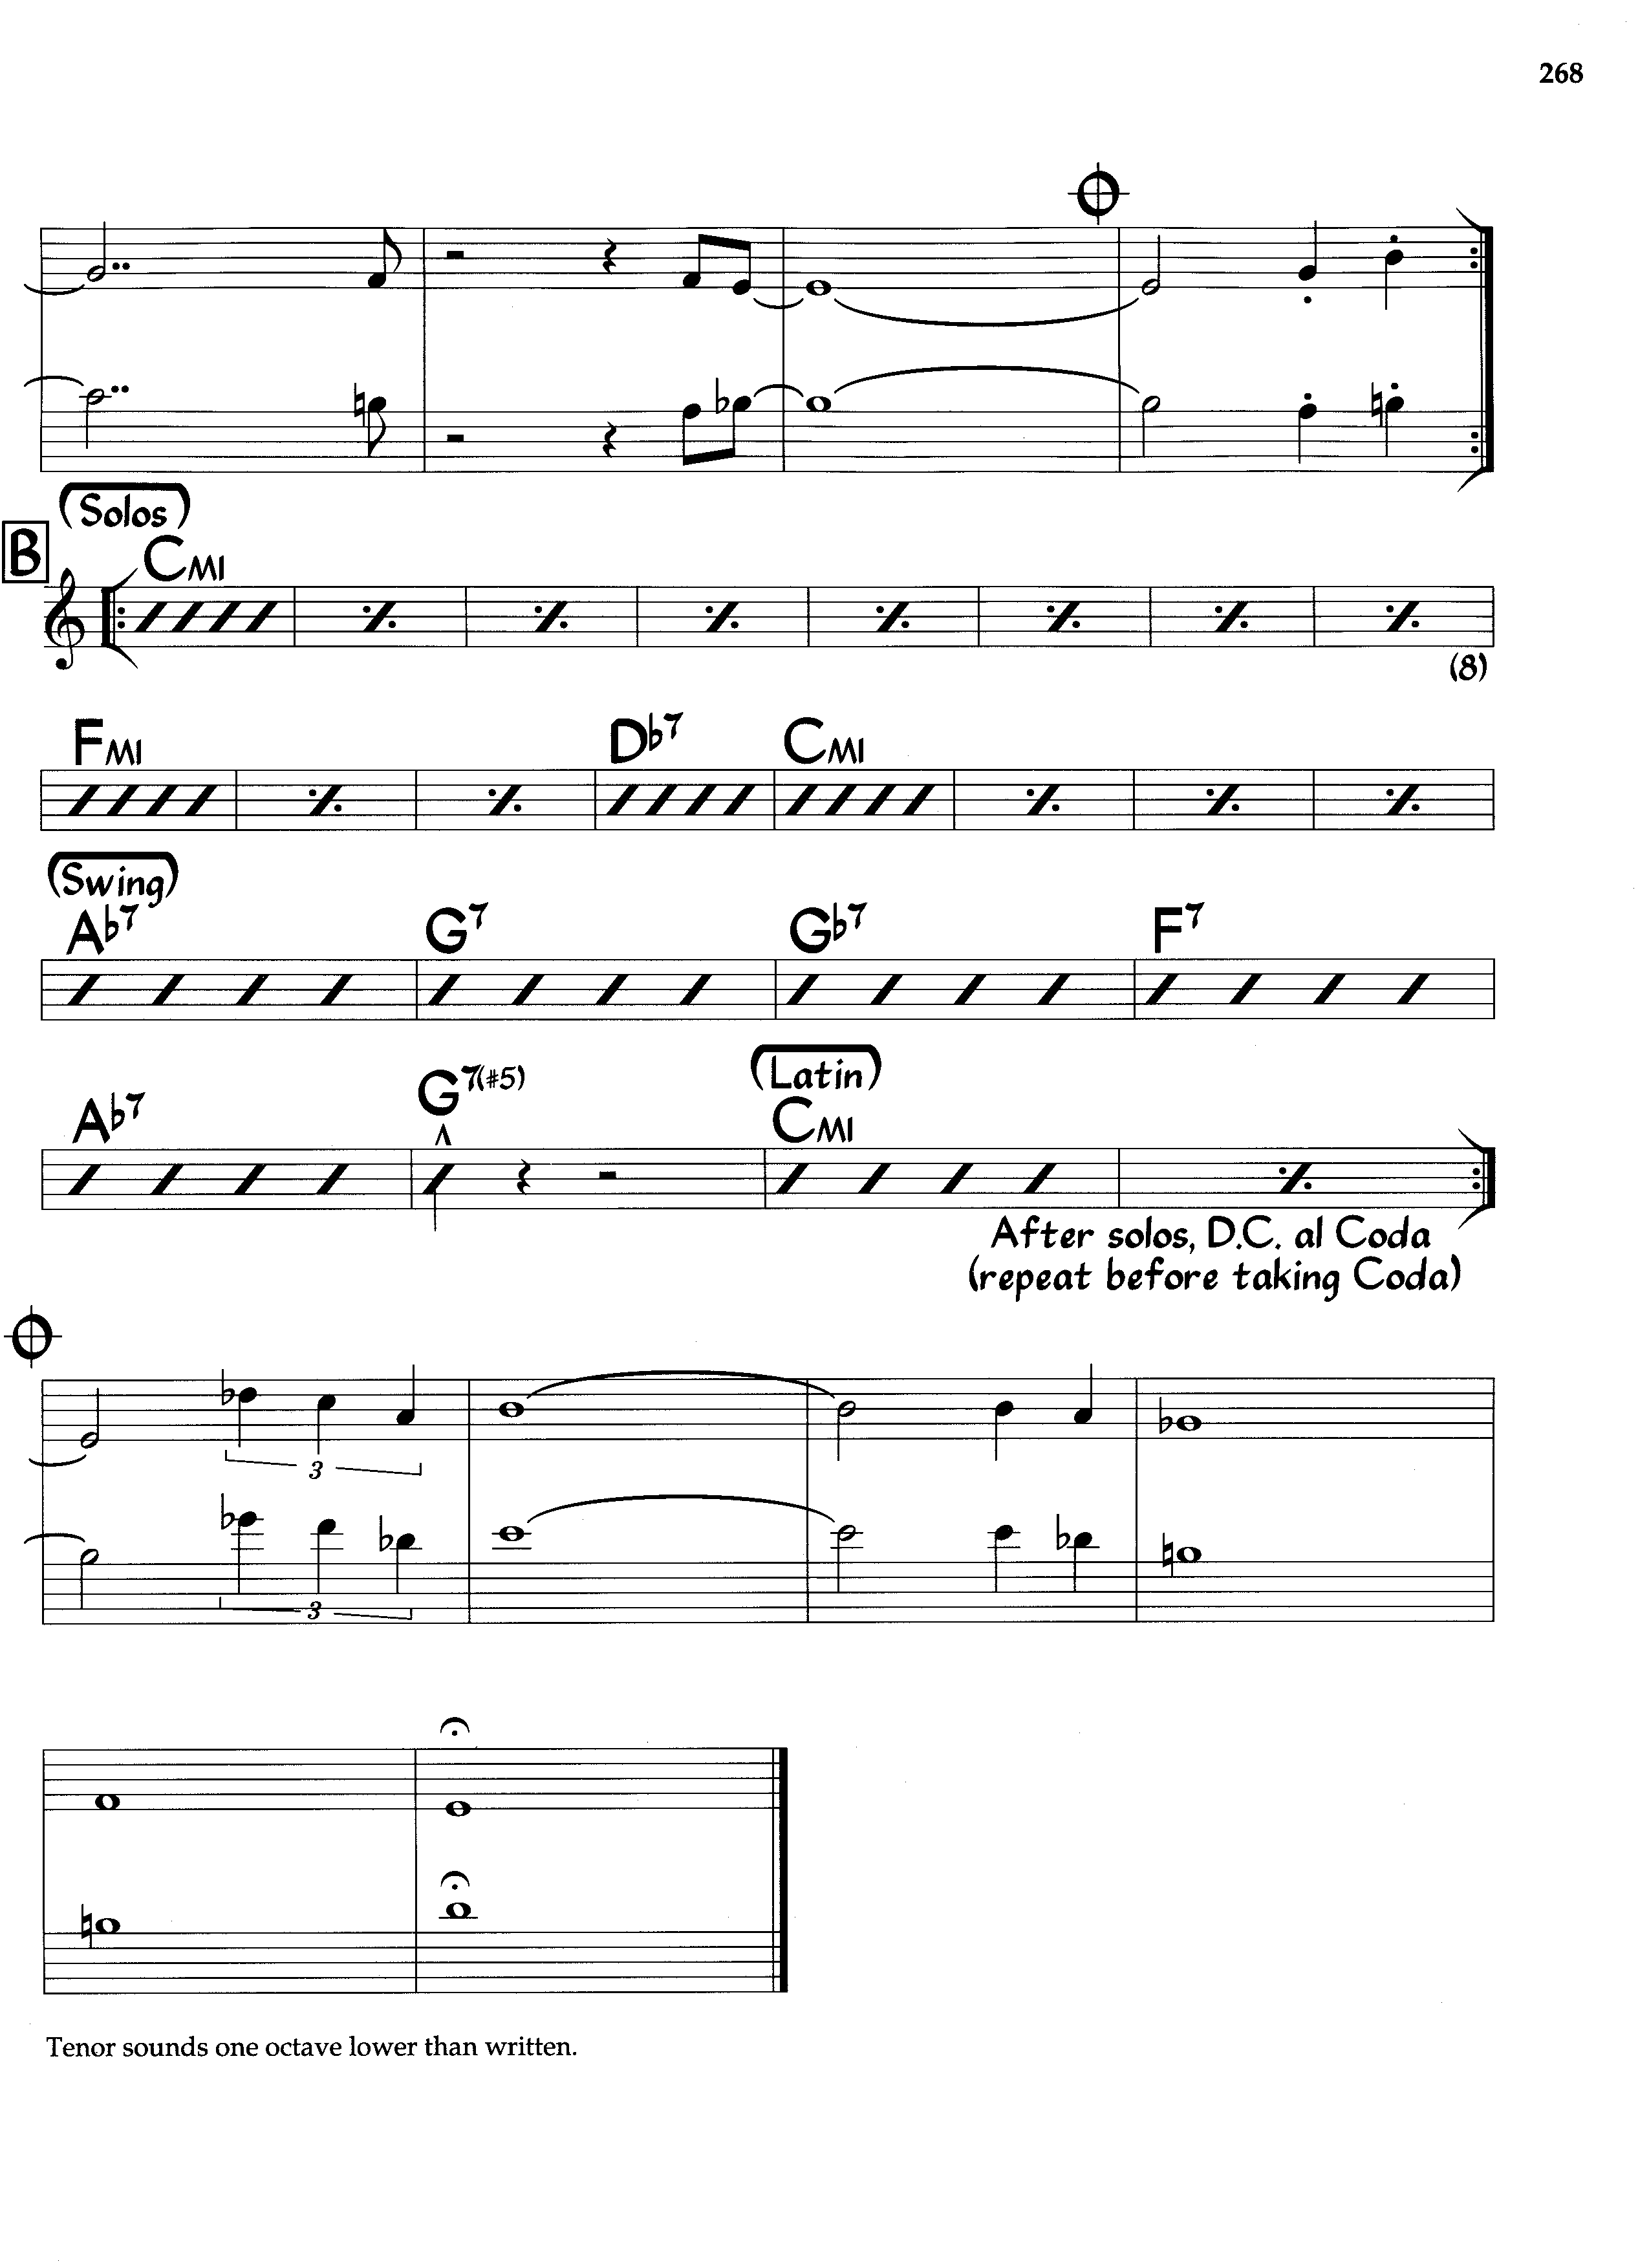 268
(Solos)
B
CMI
(8)
FMI D♭7 CMI
(Swing)
A♭7 G7 G♭7 F7
(Latin)
A♭7 G7(#5) CMI
After solos, D.C. al Coda
(repeat before taking Coda)
3
3
Tenor sounds one octave lower than written.